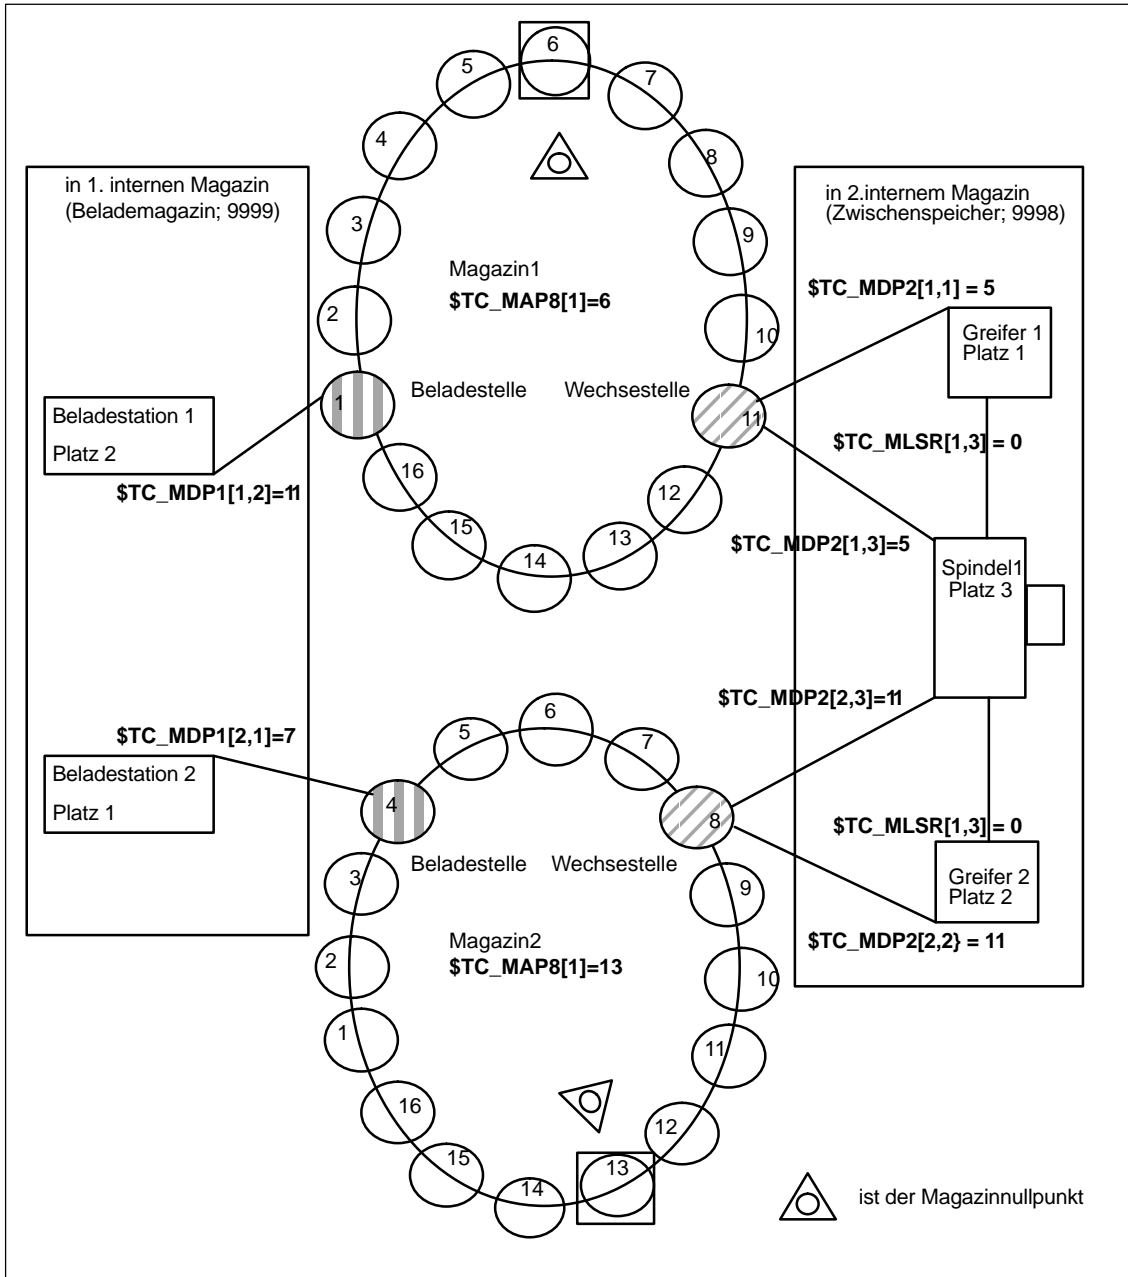 6
5
7
4
8
in 1. internen Magazin
(Belademagazin; 9999)
in 2.internem Magazin
(Zwischenspeicher; 9998)
3
9
Magazin1
$TC_MAP8[1]=6
$TC_MDP2[1,1] = 5
2
10
Greifer 1
Platz 1
Beladestelle
Wechsestelle
1
11
Beladestation 1
Platz 2
$TC_MLSR[1,3] = 0
$TC_MDP1[1,2]=11
16
12
15
13
14
$TC_MDP2[1,3]=5
Spindel1
Platz 3
$TC_MDP2[2,3]=11
6
5
7
$TC_MDP1[2,1]=7
Beladestation 2
Platz 1
4
8
$TC_MLSR[1,3] = 0
Beladestelle
Wechsestelle
3
9
Greifer 2
Platz 2
Magazin2
$TC_MAP8[1]=13
$TC_MDP2[2,2} = 11
2
10
1
11
16
12
15
13
14
ist der Magazinnullpunkt